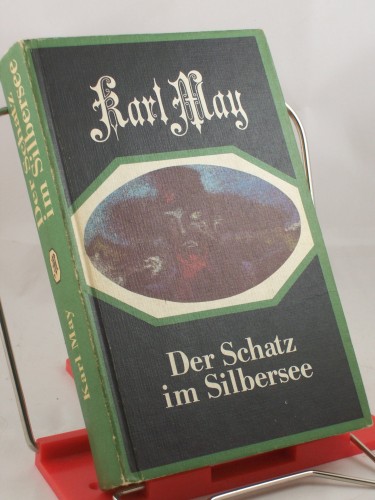 Karl May
Der Schatz
im Silbersee
Der Schatz
im Silbersee
Karl May